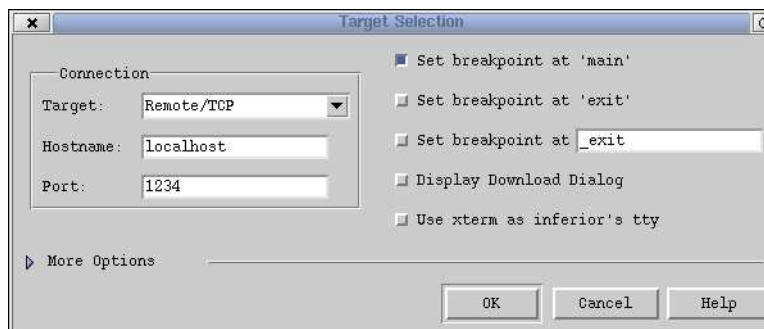 Target Selection
Connection
Target: Remote/TCP
Hostname: localhost
Port: 1234
Set breakpoint at 'main'
Set breakpoint at 'exit'
Set breakpoint at _exit
Display Download Dialog
Use xterm as inferior's tty
More Options
OK Cancel Help